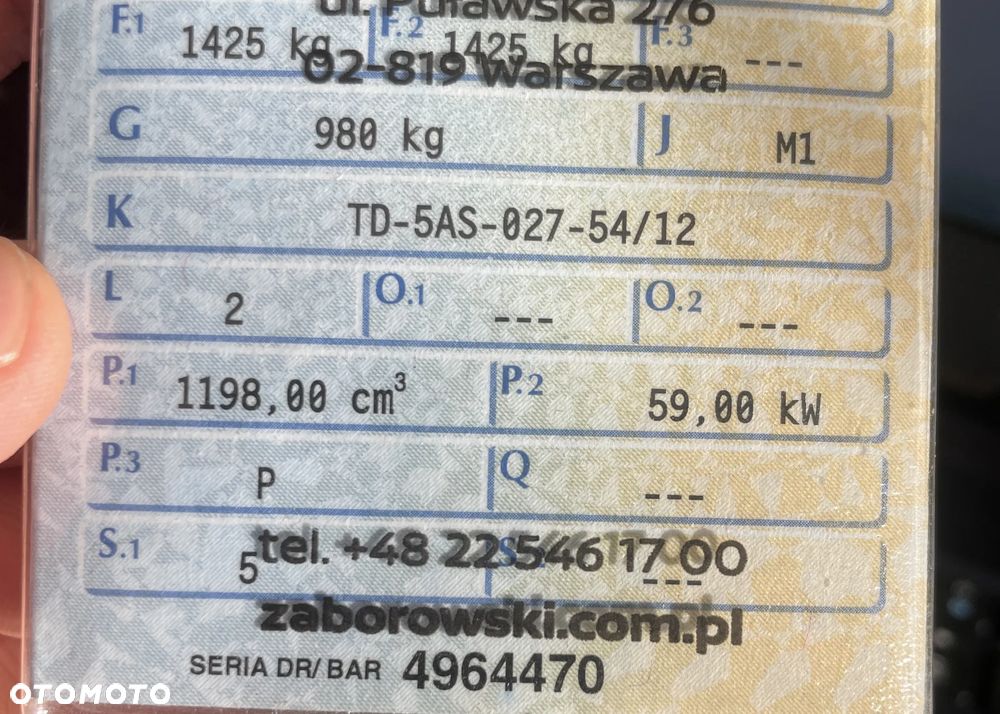 ul. Puławska 276
F.1 1425 kg F.2 1425 kg F.3 ---
02-819 Warszawa
G 980 kg J M1
K TD-5AS-027-54/12
L 2 O.1 --- O.2 ---
P.1 1198,00 cm³ P.2 59,00 kW
P.3 P Q ---
S.1 5 ---
tel. +48 22 546 17 00
zaborowski.com.pl
SERIA DR/BAR 4964470
OTOMOTO